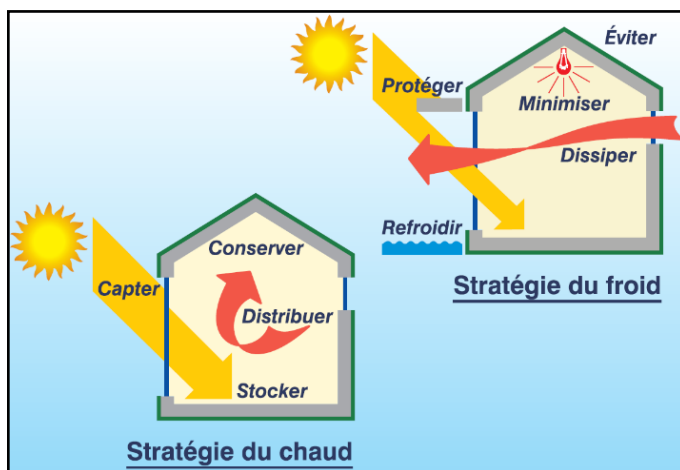 Éviter
Protéger
Minimiser
Dissiper
Refroidir
Stratégie du froid
Conserver
Capter
Distribuer
Stocker
Stratégie du chaud